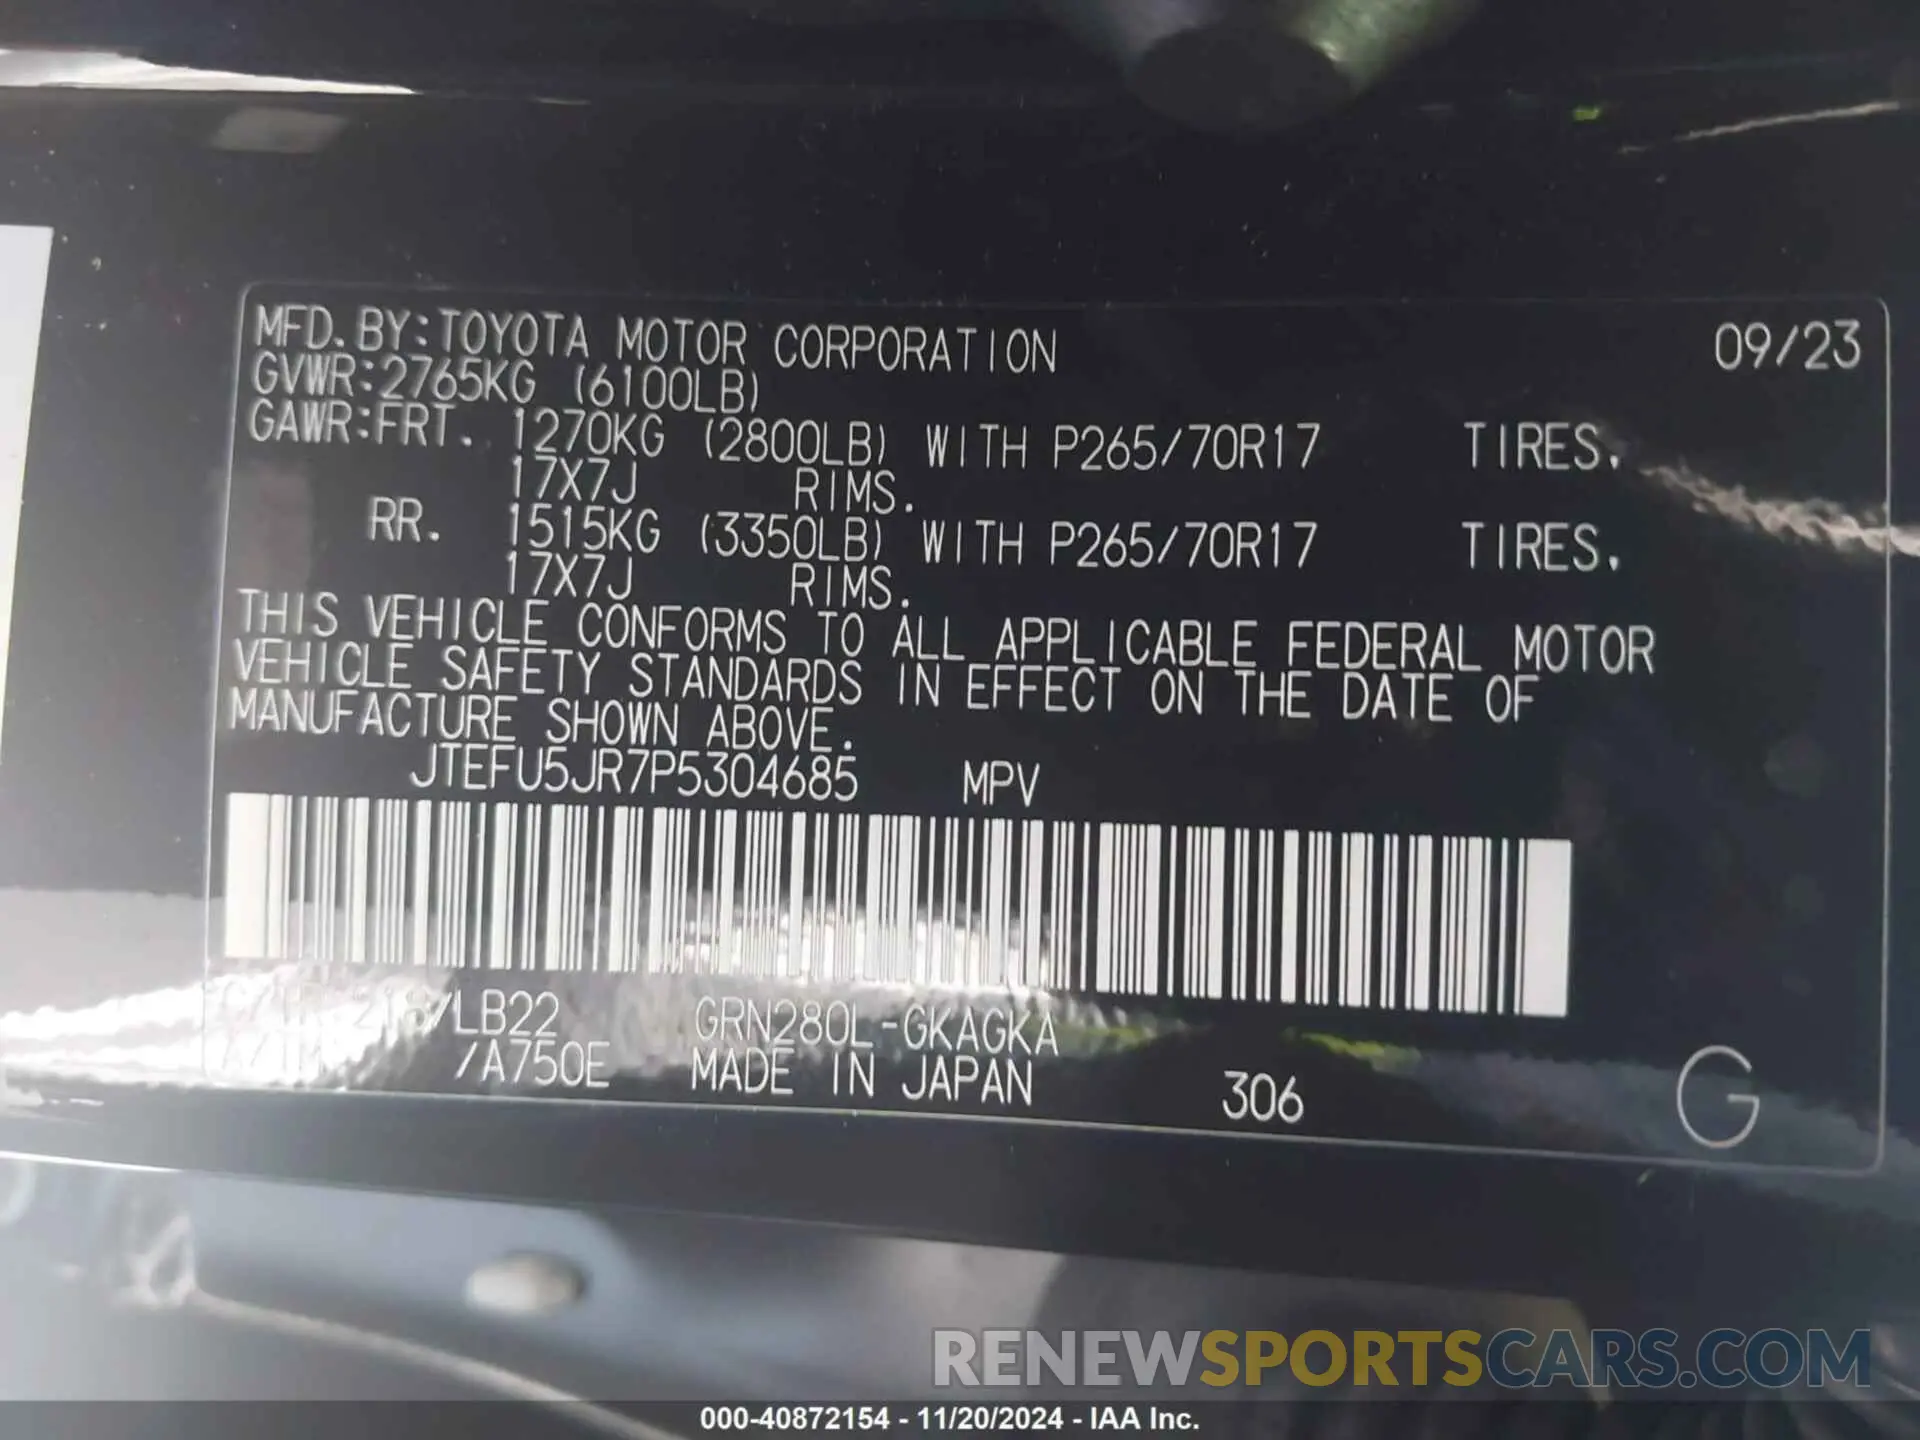 MFD.BY:TOYOTA MOTOR CORPORATION 09/23
GVWR:2765KG (6100LB)
GAWR:FRT. 1270KG (2800LB) WITH P265/70R17 TIRES.
17X7J RIMS.
RR. 1515KG (3350LB) WITH P265/70R17 TIRES.
17X7J RIMS.
THIS VEHICLE CONFORMS TO ALL APPLICABLE FEDERAL MOTOR
VEHICLE SAFETY STANDARDS IN EFFECT ON THE DATE OF
MANUFACTURE SHOWN ABOVE.
JTEFU5JR7P5304685 MPV
/LB22 GRN280L-GKAGKA
/A750E MADE IN JAPAN 306 G
RENEWSPORTSCARS.COM
000-40872154 - 11/20/2024 - IAA Inc.